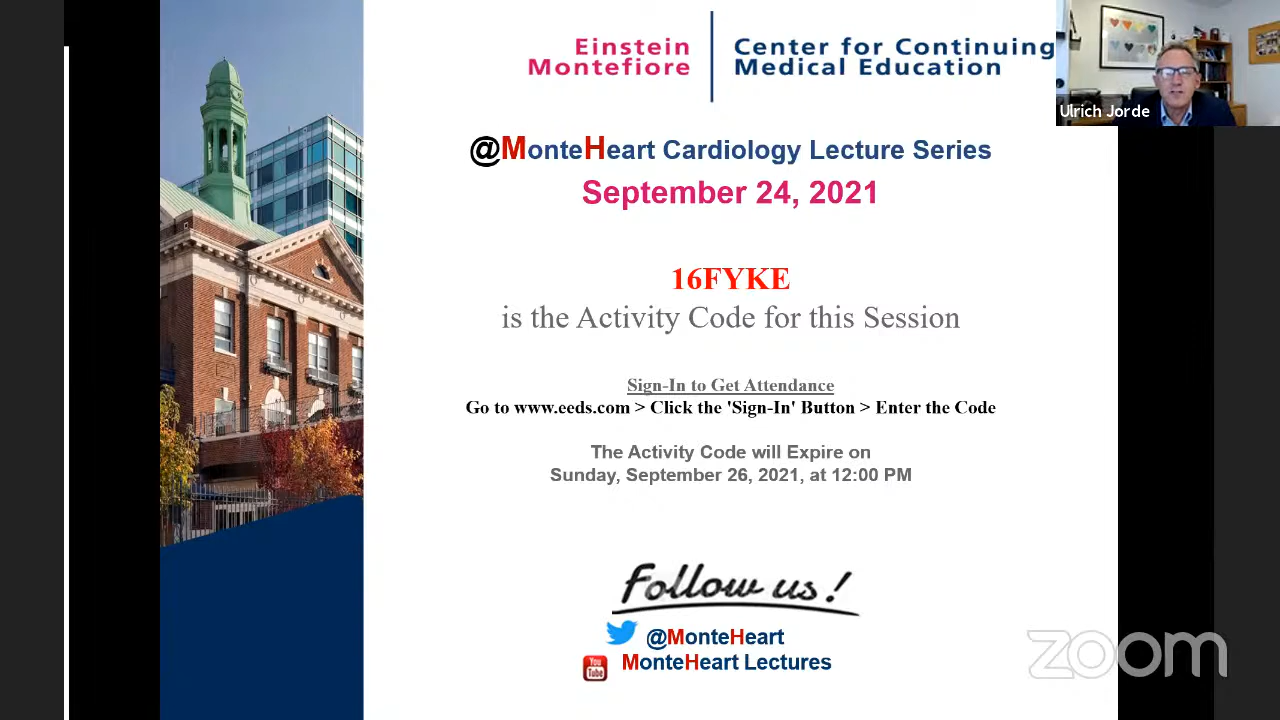 Einstein
Montefiore
Center for Continuing
Medical Education
Ulrich Jorde
@MonteHeart Cardiology Lecture Series
September 24, 2021
16FYKE
is the Activity Code for this Session
Sign-In to Get Attendance
Go to www.eeds.com > Click the 'Sign-In' Button > Enter the Code
The Activity Code will Expire on
Sunday, September 26, 2021, at 12:00 PM
Follow us!
@MonteHeart
You Tube
MonteHeart Lectures
zoom